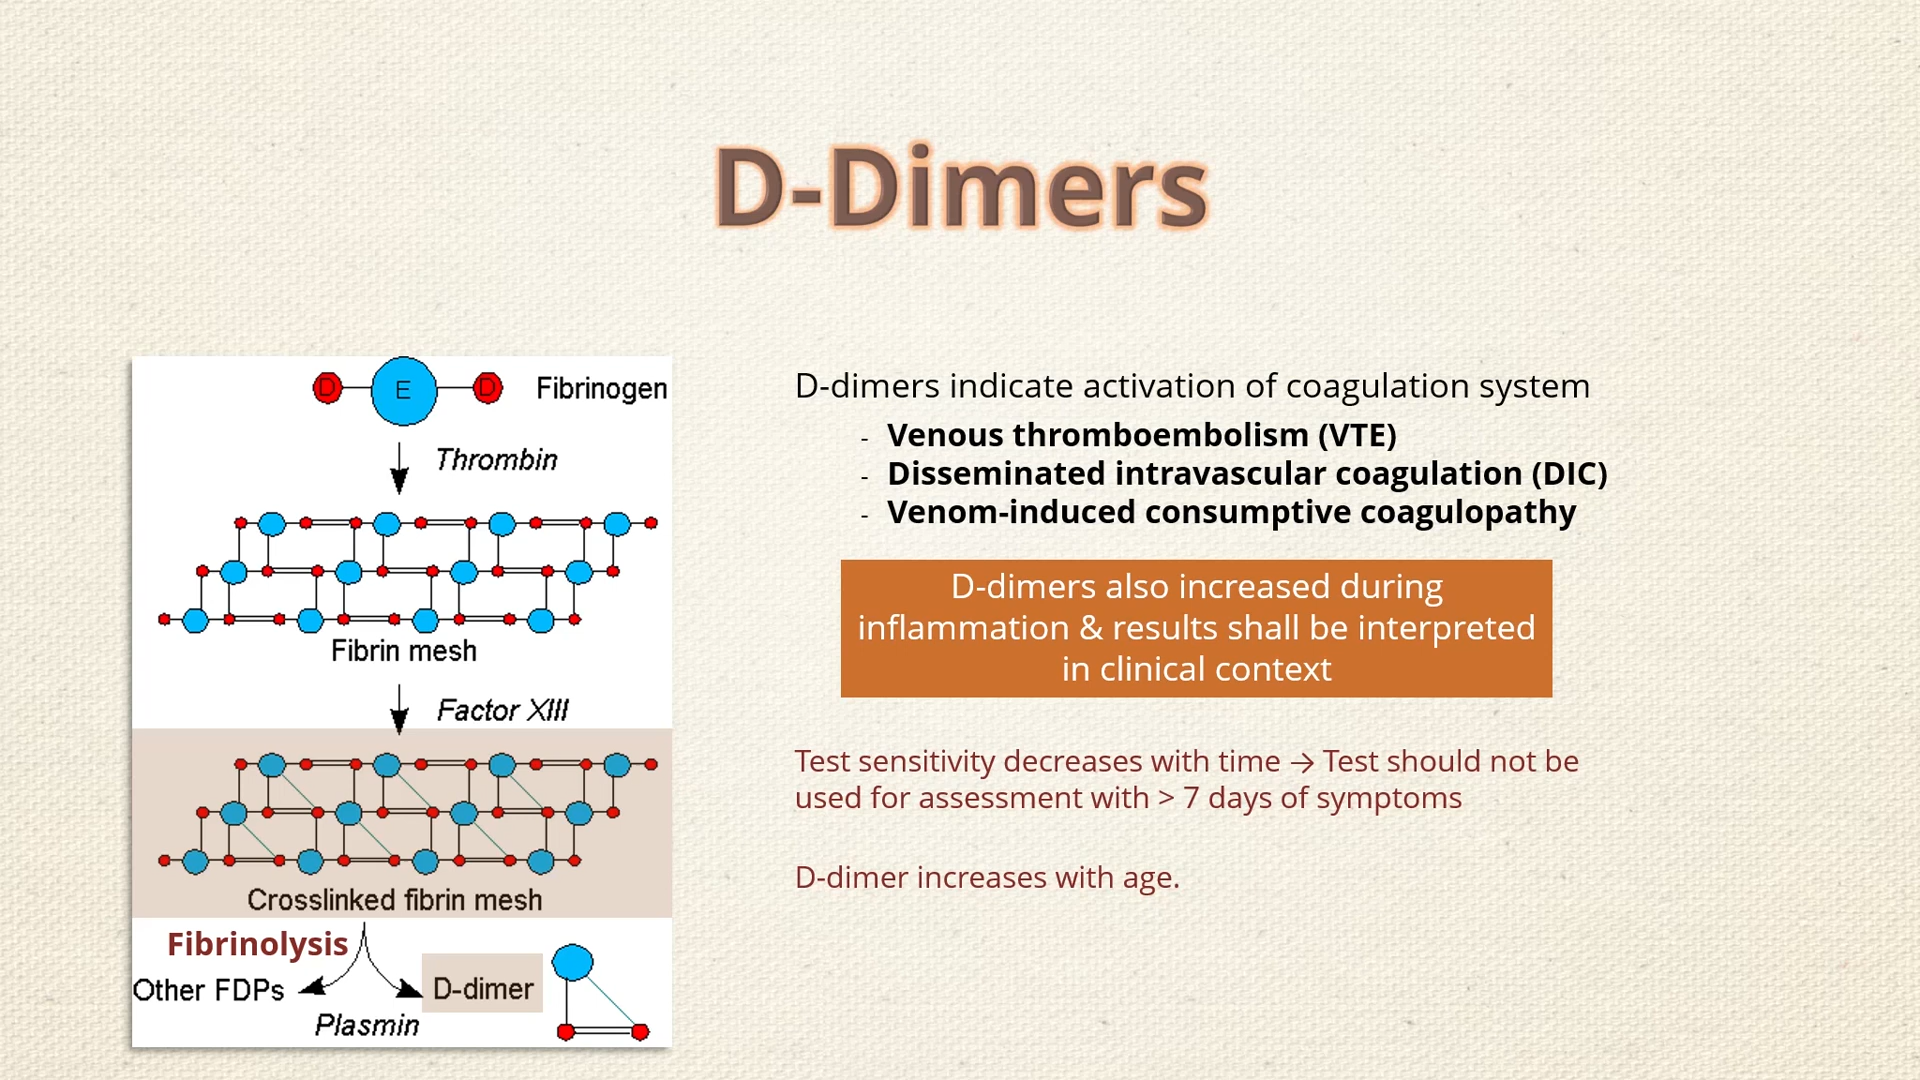 D-Dimers
D
E
D
Fibrinogen
Thrombin
Fibrin mesh
Factor XIII
Crosslinked fibrin mesh
Fibrinolysis
Other FDPs
D-dimer
Plasmin
D-dimers indicate activation of coagulation system
- Venous thromboembolism (VTE)
- Disseminated intravascular coagulation (DIC)
- Venom-induced consumptive coagulopathy
D-dimers also increased during
inflammation & results shall be interpreted
in clinical context
Test sensitivity decreases with time → Test should not be
used for assessment with > 7 days of symptoms
D-dimer increases with age.